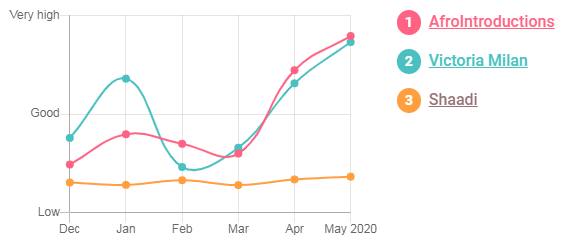 Very high
Good
Low
Dec Jan Feb Mar Apr May 2020
1 AfroIntroductions
2 Victoria Milan
3 Shaadi